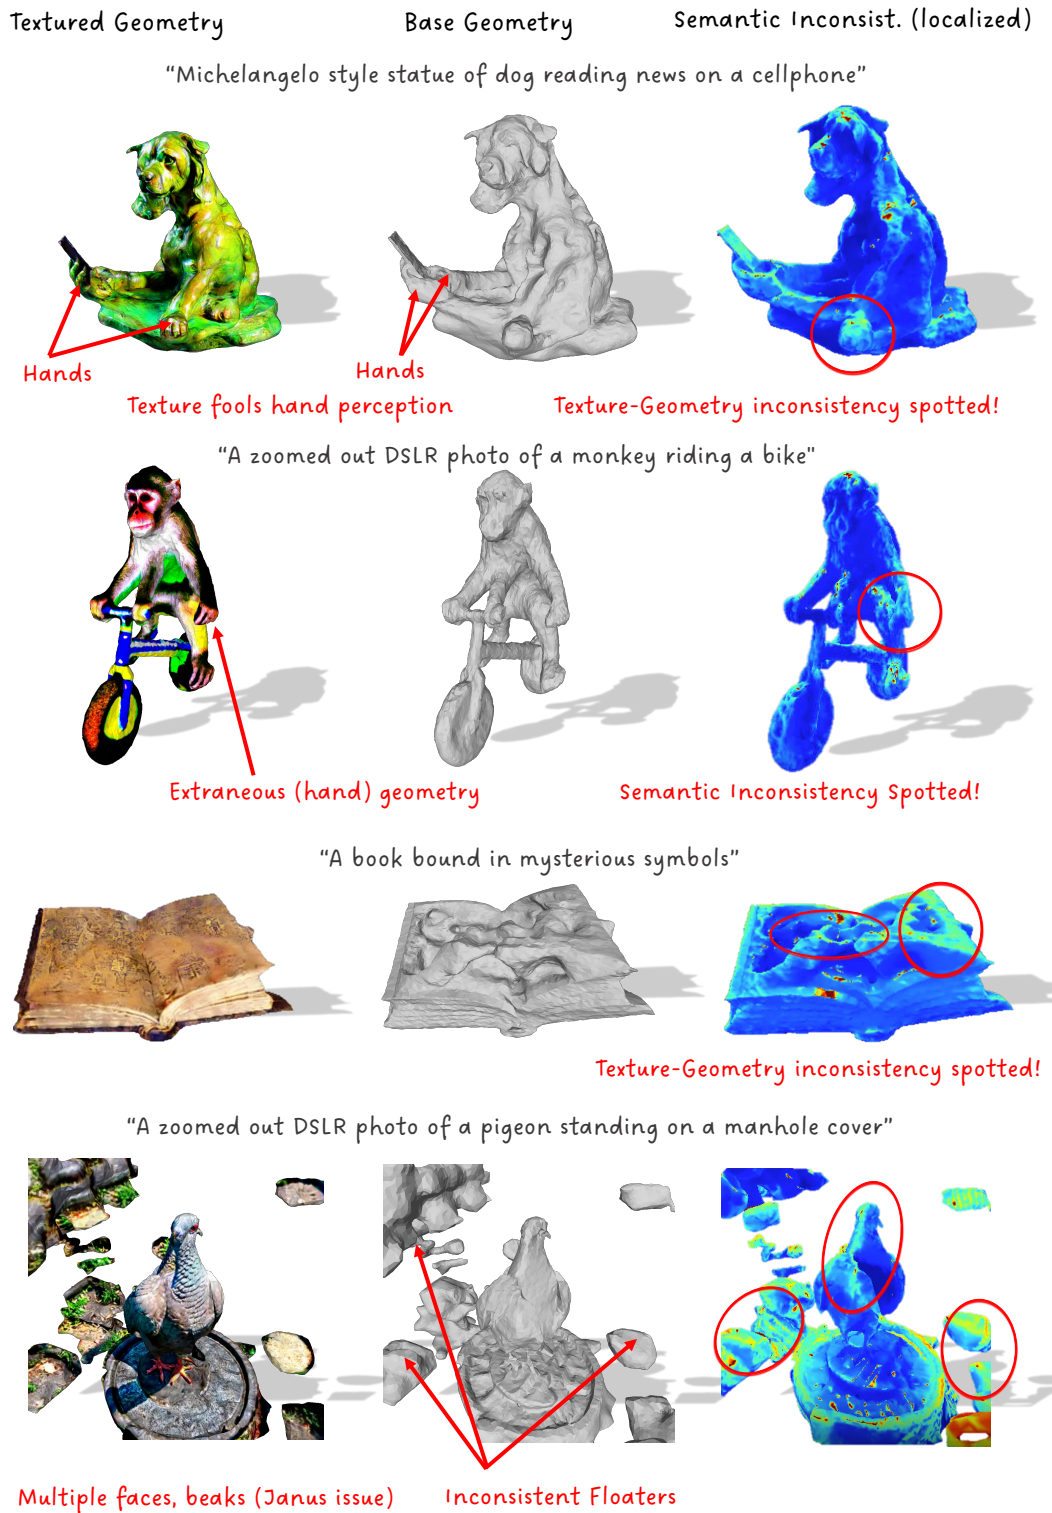 Textured Geometry
Base Geometry
Semantic Inconsist. (localized)
“Michelangelo style statue of dog reading news on a cellphone”
Hands
Hands
Texture fools hand perception
Texture-Geometry inconsistency spotted!
“A zoomed out DSLR photo of a monkey riding a bike"
Extraneous (hand) geometry
Semantic Inconsistency Spotted!
“A book bound in mysterious symbols”
Texture-Geometry inconsistency spotted!
“A zoomed out DSLR photo of a pigeon standing on a manhole cover”
Multiple faces, beaks (Janus issue)
Inconsistent Floaters